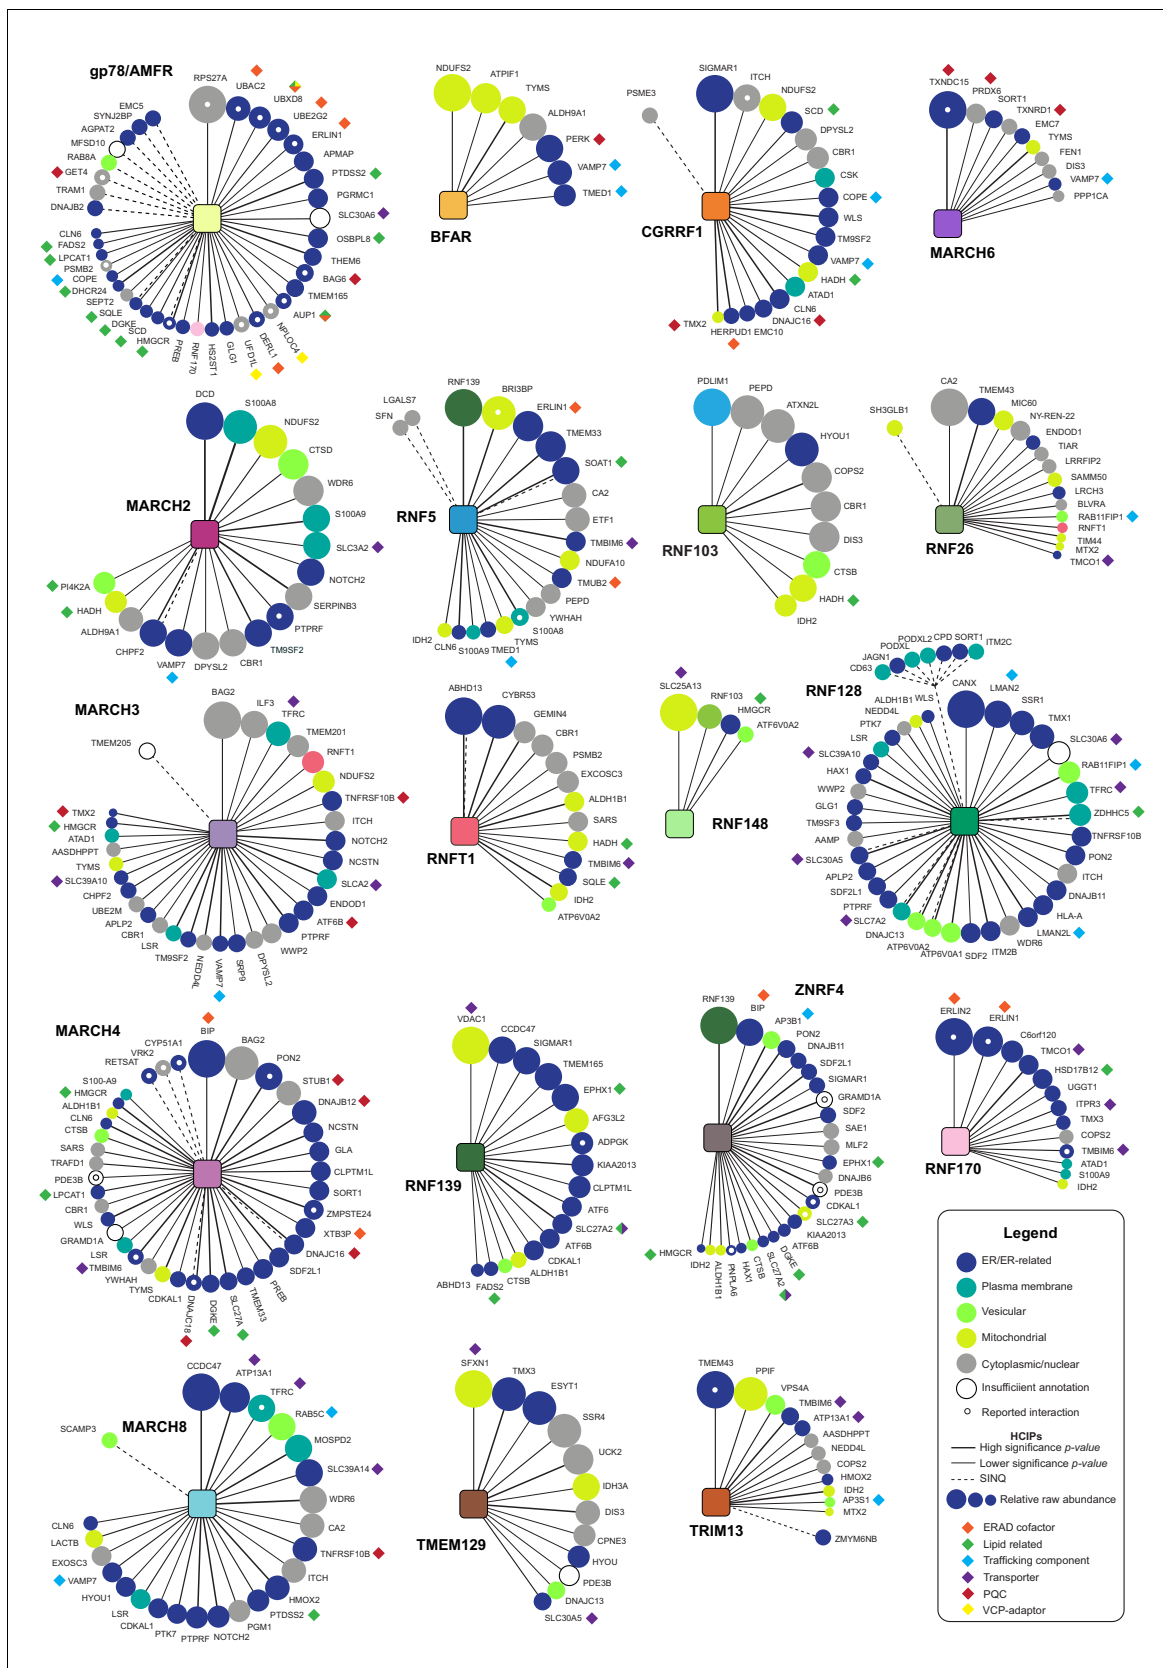 gp78/AMFR
RPS27A
UBAC2
UBXD8
UBE2G2
ERLIN1
APMAP
PTDSS2
PGRMC1
SLC30A6
OSBPL8
THEM6
BAG6
TMEM165
AUP1
NPLOC4
DERL1
UFD1L
GLG1
HS2ST1
RNF170
PREB
HMGCR
SCD
DGKE
SQLE
SEPT2
DHCR24
COPE
PSMB2
LPCAT1
FADS2
CLN6
DNAJB2
TRAM1
GET4
RAB8A
MFSD10
AGPAT2
SYNJ2BP
EMC5
BFAR
NDUFS2
ATPIF1
TYMS
ALDH9A1
PERK
VAMP7
TMED1
CGRRF1
PSME3
SIGMAR1
ITCH
NDUFS2
SCD
DPYSL2
CBR1
CSK
COPE
WLS
TM9SF2
VAMP7
HADH
ATAD1
CLN6
DNAJC16
EMC10
HERPUD1
TMX2
MARCH6
TXNDC15
PRDX6
SORT1
TXNRD1
EMC7
TYMS
FEN1
DIS3
VAMP7
PPP1CA
MARCH2
DCD
S100A8
NDUFS2
CTSD
WDR6
S100A9
SLC3A2
NOTCH2
SERPINB3
PTPRF
TM9SF2
CBR1
DPYSL2
VAMP7
CHPF2
ALDH9A1
HADH
PI4K2A
RNF5
LGALS7
SFN
RNF139
BRI3BP
ERLIN1
TMEM33
SOAT1
CA2
ETF1
TMBIM6
NDUFA10
TMUB2
PEPD
YWHAH
S100A8
TYMS
TMED1
S100A9
CLN6
IDH2
RNF103
PDLIM1
PEPD
ATXN2L
HYOU1
COPS2
CBR1
DIS3
CTSB
HADH
IDH2
RNF26
SH3GLB1
CA2
TMEM43
MIC60
NY-REN-22
ENDOD1
TIAR
LRRFIP2
SAMM50
LRCH3
BLVRA
RAB11FIP1
RNFT1
TIM44
MTX2
TMCO1
MARCH3
TMEM205
BAG2
ILF3
TFRC
TMEM201
RNFT1
NDUFS2
TNFRSF10B
ITCH
NOTCH2
NCSTN
SLCA2
ENDOD1
ATF6B
PTPRF
WWP2
DPYSL2
SRP9
VAMP7
NEDD4L
TM9SF2
LSR
CBR1
APLP2
UBE2M
CHPF2
SLC39A10
TYMS
AASDHPPT
ATAD1
HMGCR
TMX2
RNFT1
ABHD13
CYBR53
GEMIN4
CBR1
PSMB2
EXCOSC3
ALDH1B1
SARS
HADH
TMBIM6
SQLE
IDH2
ATP6V0A2
RNF148
SLC25A13
RNF103
HMGCR
ATF6V0A2
RNF128
CD63
JAGN1
PODXL
PODXL2
CPD
SORT1
ITM2C
CANX
LMAN2
SSR1
TMX1
SLC30A6
RAB11FIP1
TFRC
ZDHHC5
TNFRSF10B
PON2
ITCH
DNAJB11
HLA-A
LMAN2L
WDR6
ITM2B
SDF2
ATP6V0A1
ATP6V0A2
DNAJC13
SLC7A2
PTPRF
SDF2L1
APLP2
SLC30A5
AAMP
TM9SF3
GLG1
WWP2
HAX1
SLC39A10
LSR
PTK7
NEDD4L
ALDH1B1
WLS
MARCH4
RETSAT
VRK2
CYP51A1
BIP
BAG2
PON2
STUB1
DNAJB12
NCSTN
GLA
CLPTM1L
SORT1
ZMPSTE24
XTB3P
DNAJC16
SDF2L1
PREB
TMEM33
SLC27A
DGKE
DNAJC18
CDKAL1
TYMS
YWHAH
TMBIM6
LSR
GRAMD1A
WLS
CBR1
LPCAT1
PDE3B
TRAFD1
SARS
CTSB
CLN6
ALDH1B1
HMGCR
S100-A9
RNF139
VDAC1
CCDC47
SIGMAR1
TMEM165
EPHX1
AFG3L2
ADPGK
KIAA2013
CLPTM1L
ATF6
SLC27A2
ATF6B
CDKAL1
ALDH1B1
CTSB
FADS2
ABHD13
ZNRF4
RNF139
BIP
AP3B1
PON2
DNAJB11
SDF2L1
SIGMAR1
GRAMD1A
SDF2
SAE1
MLF2
EPHX1
DNAJB6
PDE3B
CDKAL1
SLC27A3
KIAA2013
ATF6B
DGKE
SLC27A2
CTSB
HAX1
PNPLA6
ALDH1B1
IDH2
HMGCR
RNF170
ERLIN2
ERLIN1
C6orf120
TMCO1
HSD17B12
UGGT1
ITPR3
TMX3
COPS2
TMBIM6
ATAD1
S100A9
IDH2
MARCH8
SCAMP3
CCDC47
ATP13A1
TFRC
RAB5C
MOSPD2
SLC39A14
WDR6
CA2
TNFRSF10B
ITCH
HMOX2
PTDSS2
PGM1
NOTCH2
PTPRF
PTK7
CDKAL1
LSR
HYOU1
VAMP7
EXOSC3
LACTB
CLN6
TMEM129
SFXN1
TMX3
ESYT1
SSR4
UCK2
IDH3A
DIS3
CPNE3
HYOU
PDE3B
DNAJC13
SLC30A5
TRIM13
TMEM43
PPIF
VPS4A
TMBIM6
ATP13A1
AASDHPPT
NEDD4L
COPS2
HMOX2
IDH2
AP3S1
MTX2
ZMYM6NB
Legend
ER/ER-related
Plasma membrane
Vesicular
Mitochondrial
Cytoplasmic/nuclear
Insufficiient annotation
Reported interaction
HCIPs
High significance p-value
Lower significance p-value
SINQ
Relative raw abundance
ERAD cofactor
Lipid related
Trafficking component
Transporter
PQC
VCP-adaptor